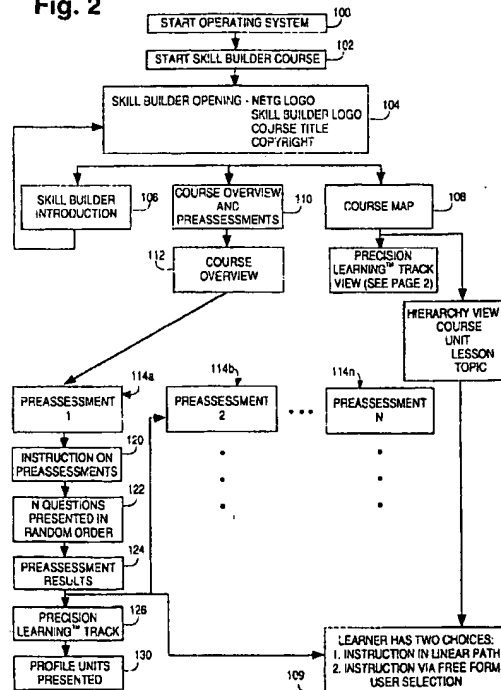 Fig. 2
START OPERATING SYSTEM
100
START SKILL BUILDER COURSE
102
SKILL BUILDER OPENING - NETG LOGO
SKILL BUILDER LOGO
COURSE TITLE
COPYRIGHT
104
SKILL BUILDER
INTRODUCTION
106
COURSE OVERVIEW
AND
PREASSESSMENTS
110
COURSE MAP
108
112
COURSE
OVERVIEW
PRECISION
LEARNING™ TRACK
VIEW (SEE PAGE 2)
HIERARCHY VIEW
COURSE
UNIT
LESSON
TOPIC
114a
PREASSESSMENT
1
114b
PREASSESSMENT
2
114n
PREASSESSMENT
N
INSTRUCTION ON
PREASSESSMENTS
120
N QUESTIONS
PRESENTED IN
RANDOM ORDER
122
PREASSESSMENT
RESULTS
124
PRECISION
LEARNING™ TRACK
126
PROFILE UNITS
PRESENTED
130
LEARNER HAS TWO CHOICES:
1. INSTRUCTION IN LINEAR PATH
2. INSTRUCTION VIA FREE FORM
USER SELECTION
109